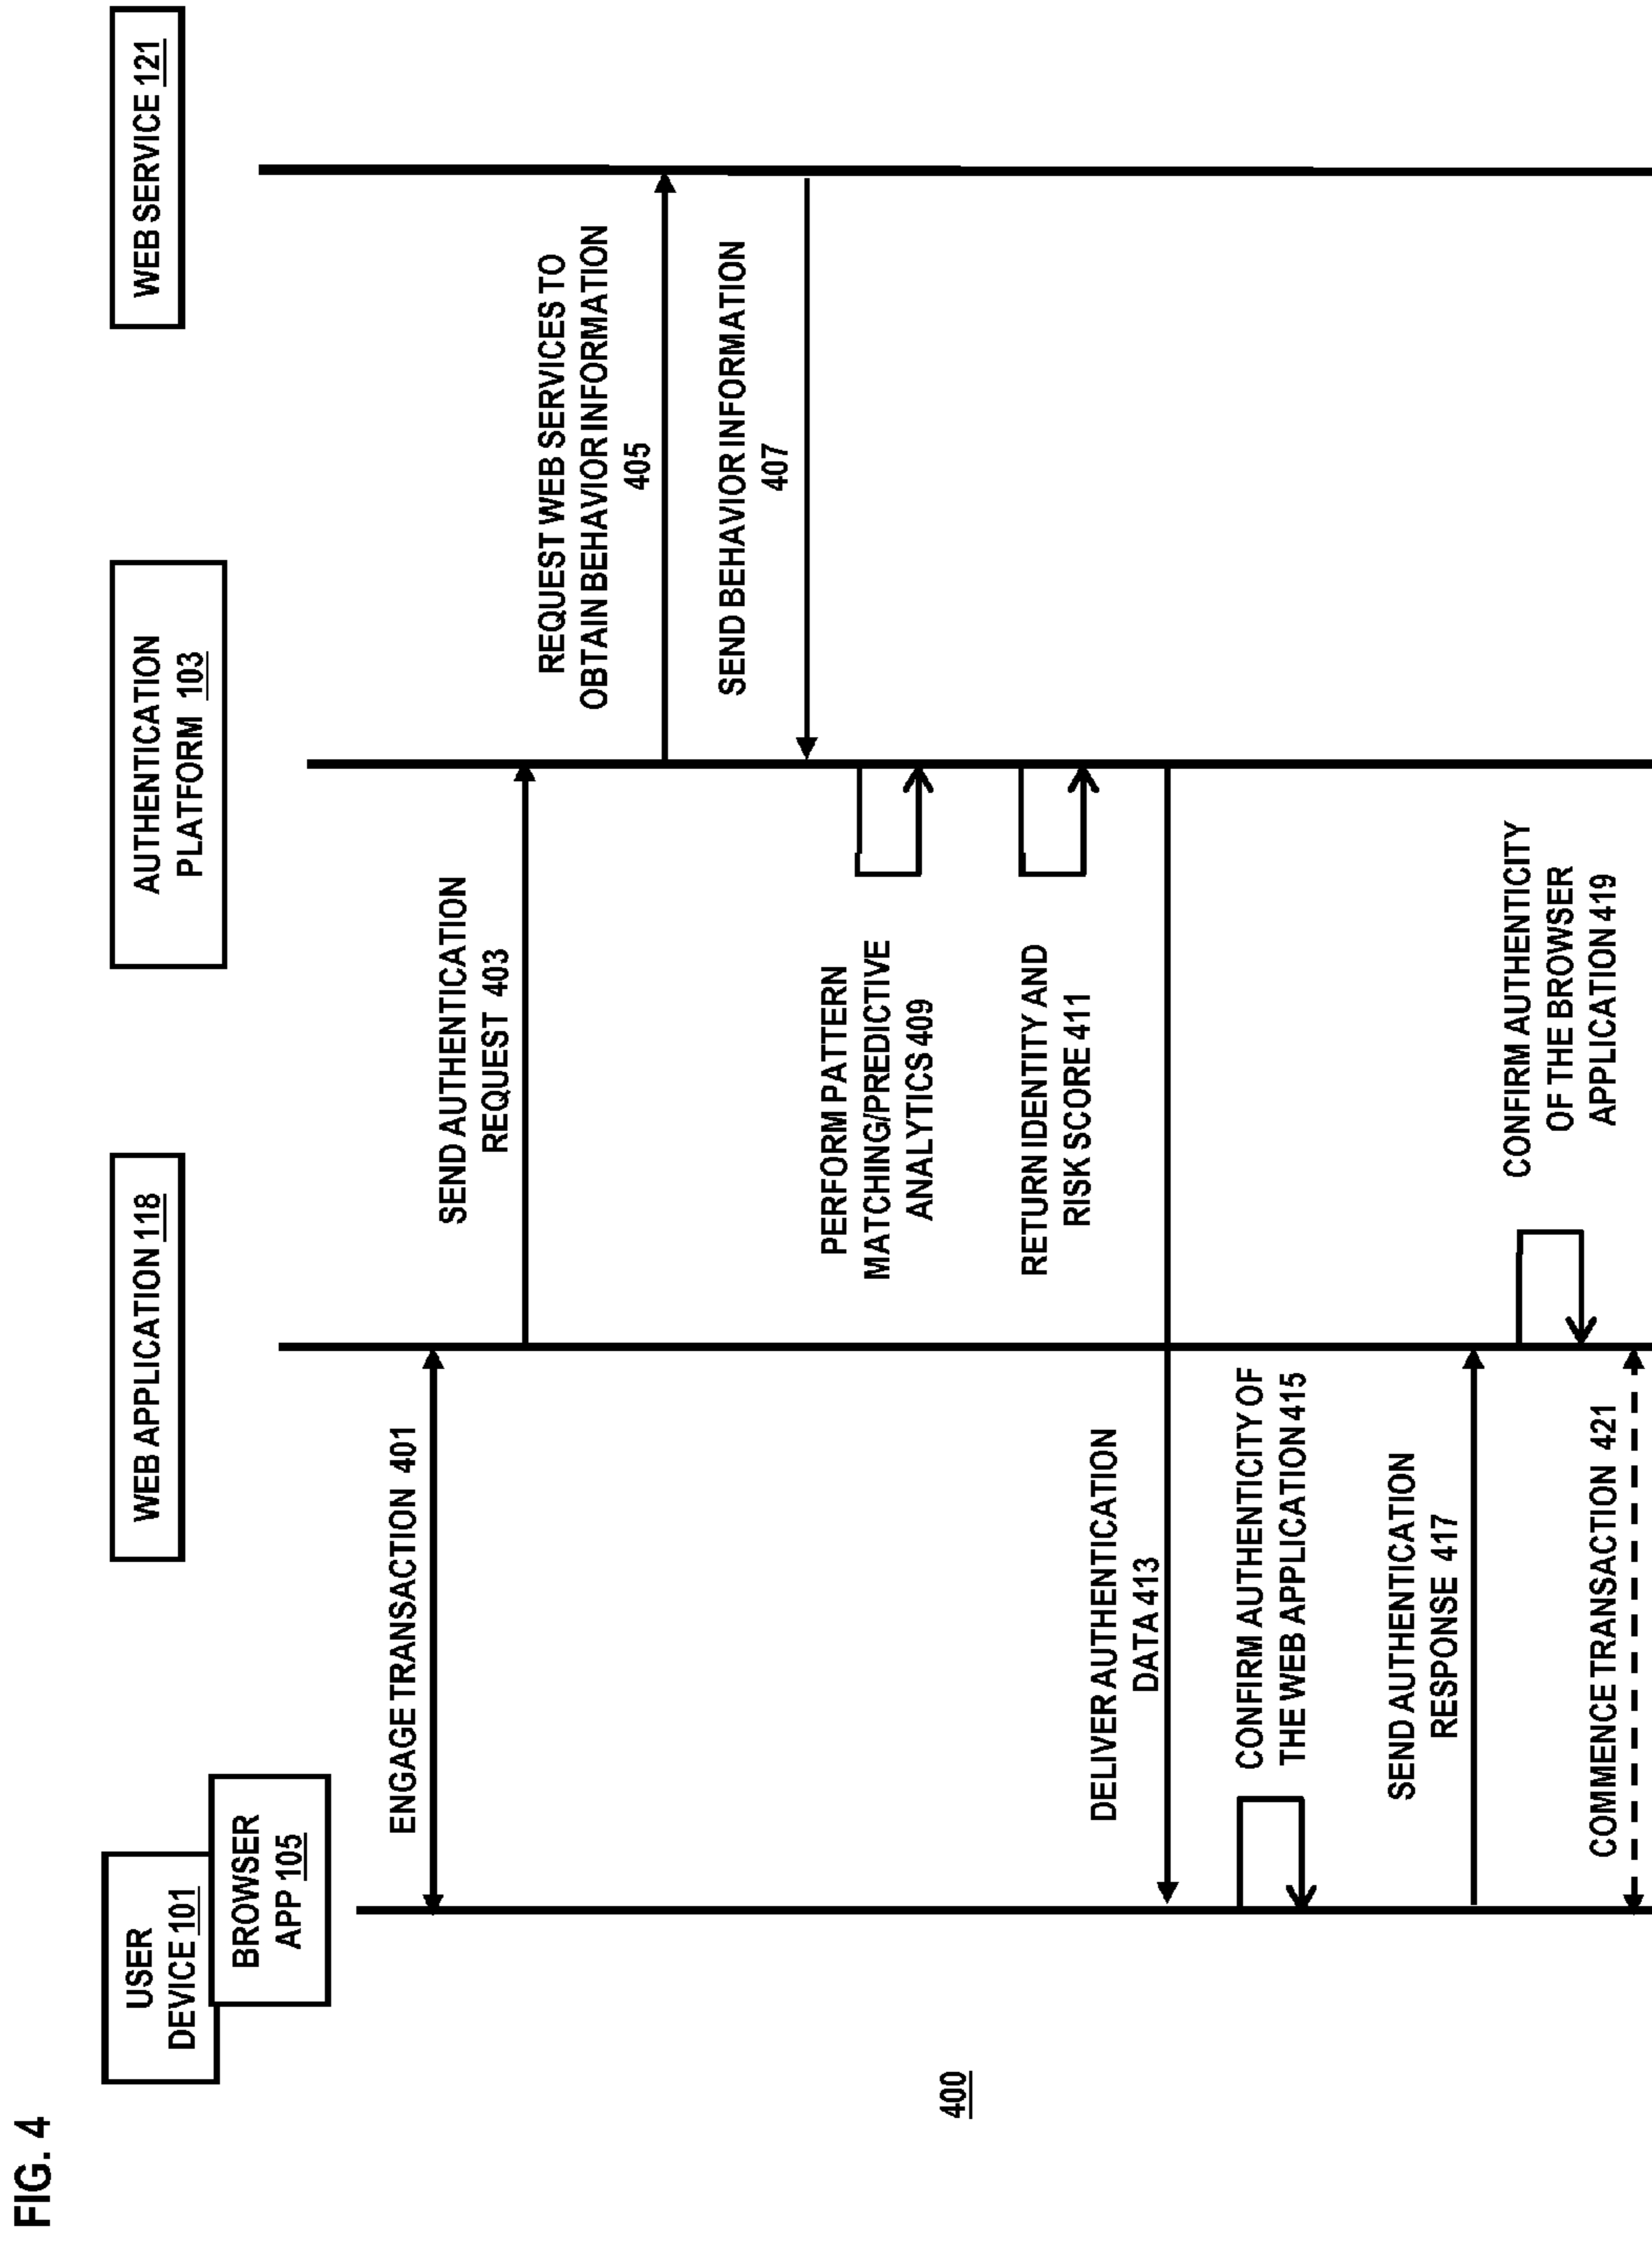 FIG. 4
USER
DEVICE 101
BROWSER
APP 105
WEB APPLICATION 118
AUTHENTICATION
PLATFORM 103
WEB SERVICE 121
ENGAGE TRANSACTION 401
SEND AUTHENTICATION
REQUEST 403
REQUEST WEB SERVICES TO
OBTAIN BEHAVIOR INFORMATION
405
SEND BEHAVIOR INFORMATION
407
PERFORM PATTERN
MATCHING/PREDICTIVE
ANALYTICS 409
RETURN IDENTITY AND
RISK SCORE 411
DELIVER AUTHENTICATION
DATA 413
CONFIRM AUTHENTICITY OF
THE WEB APPLICATION 415
SEND AUTHENTICATION
RESPONSE 417
CONFIRM AUTHENTICITY
OF THE BROWSER
APPLICATION 419
COMMENCE TRANSACTION 421
400